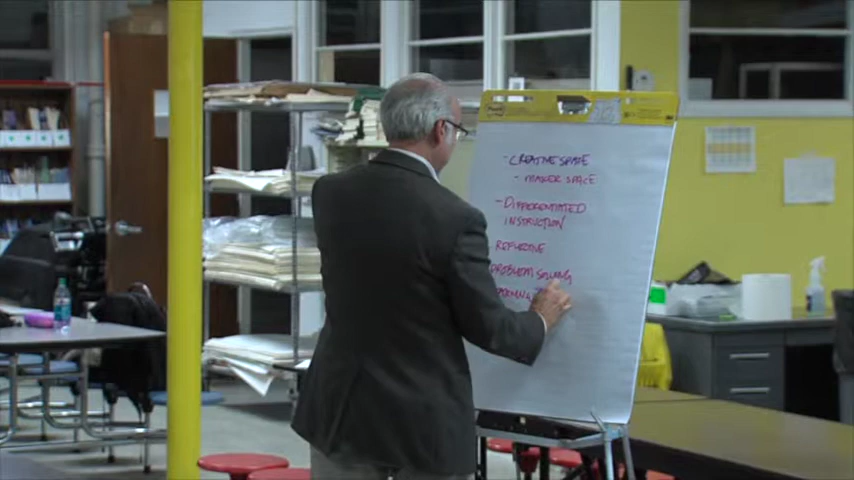 - CREATIVE SPACE
- MAKER SPACE
- DIFFERENTIATED
INSTRUCTION
REFLECTIVE
PROBLEM SOLVING